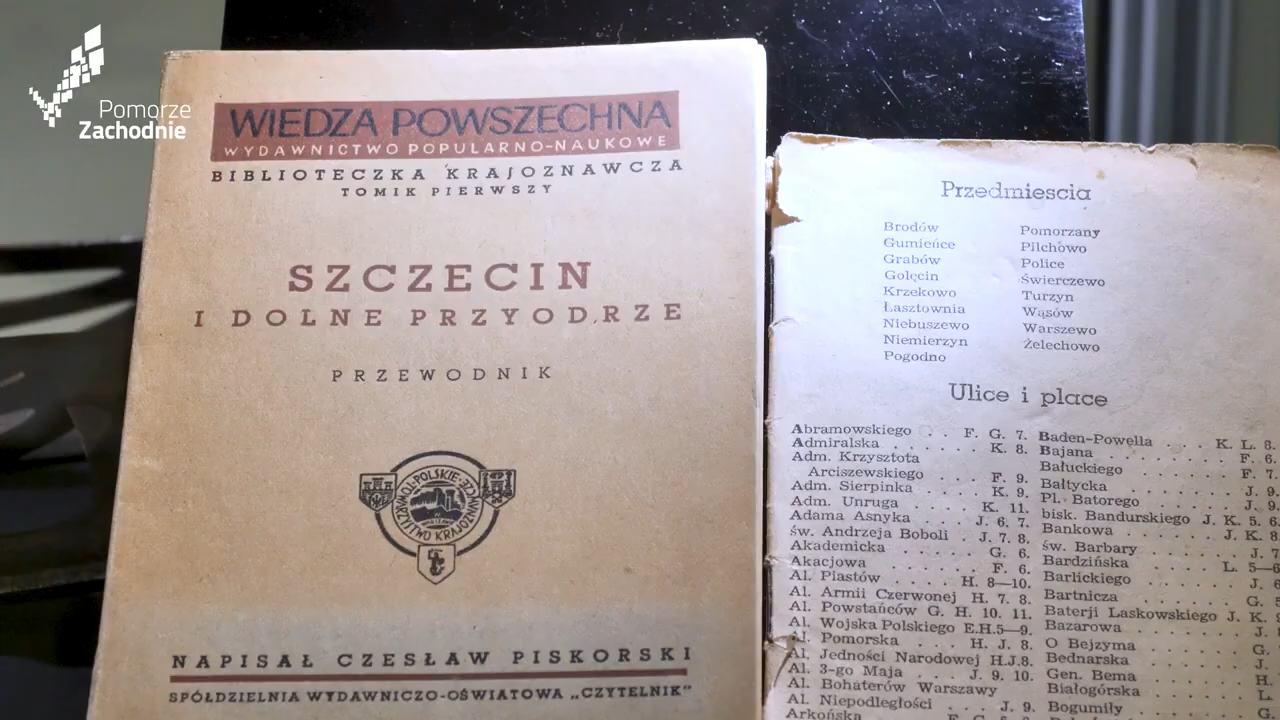 Pomorze
Zachodnie
WIEDZA POWSZECHNA
WYDAWNICTWO POPULARNO-NAUKOWE
BIBLIOTECZKA KRAJOZNAWCZA
TOMIK PIERWSZY
SZCZECIN
I DOLNE PRZYODRZE
PRZEWODNIK
POLSKIE TOWARZYSTWO KRAJOZNAWCZE
NAPISAŁ CZESŁAW PISKORSKI
SPÓŁDZIELNIA WYDAWNICZO-OŚWIATOWA „CZYTELNIK"
Przedmiescia
Brodów
Gumieńce
Grabów
Golęcin
Krzekowo
Łasztownia
Niebuszewo
Niemierzyn
Pogodno
Pomorzany
Pilchowo
Police
Świerczewo
Turzyn
Wąsów
Warszewo
Żelechowo
Ulice i place
Abramowskiego . . F. G. 7.
Admiralska . . . . . K. 8.
Adm. Krzysztota
Arciszewskiego . . F. 9.
Adm. Sierpinka . . . K. 9.
Adm. Unruga . . . . K. 11.
Adama Asnyka . . . J. 6. 7.
św. Andrzeja Boboli . J. 7. 8.
Akademicka . . . . . G. 6.
Akacjowa . . . . . . F. 6.
Al. Piastów . . . . H. 8—10.
Al. Armii Czerwonej H. 7. 8.
Al. Powstańców G. H. 10. 11.
Al. Wojska Polskiego E.H.5—9.
Al. Pomorska . . . H. J. 8.
Al. Jedności Narodowej H.J.8.
Al. 3-go Maja . . . J. 9. 10.
Al. Bohaterów Warszawy
Al. Niepodległości . . . J. 9.
Arkońska
Baden-Powella . . . . K. L. 8.
Bajana . . . . . . . F. 6.
Bałuckiego . . . . . F. 7.
Bałtycka . . . . . . J. 9.
Pl. Batorego . . . . J. 9.
bisk. Bandurskiego J. K. 5. 6.
Bankowa . . . . . J. K. 8.
św. Barbary . . . . . J. 7
Bardzińska . . . . L. 5—6
Barlickiego . . . . . J. 6
Bartnicza . . . . . . G. 5
Baterji Laskowskiego J. K.
Bazarowa . . . . . . J.
O Bejzyma . . . . . G.
Bednarska . . . . . J.
Gen. Bema . . . . . H.
Białogórska . . . . . L.
Bogumiły . . . . . . G.